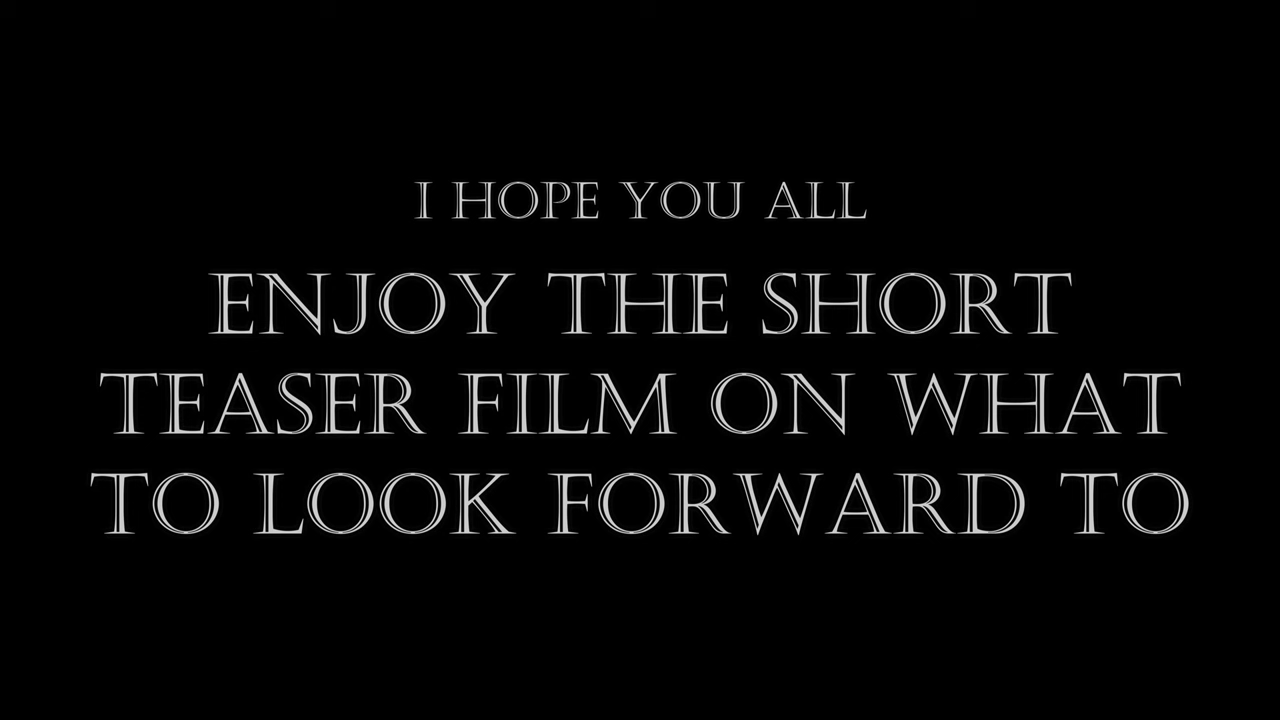 I HOPE YOU ALL
ENJOY THE SHORT
TEASER FILM ON WHAT
TO LOOK FORWARD TO